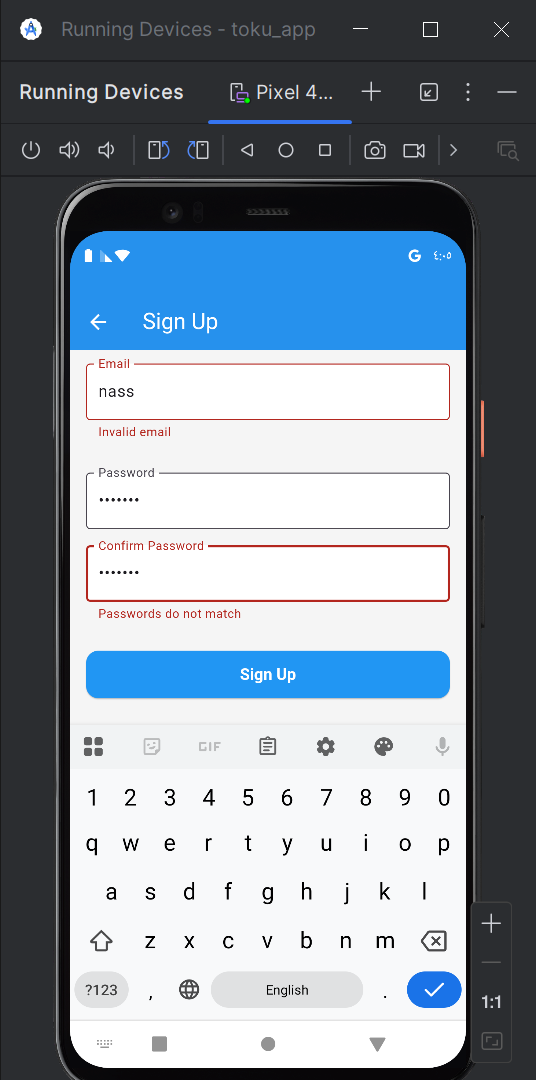 Running Devices - toku_app
Running Devices
Pixel 4...
G ٤:٠٥
Sign Up
Email
nass
Invalid email
Password
•••••••
Confirm Password
•••••••
Passwords do not match
Sign Up
GIF
1 2 3 4 5 6 7 8 9 0
q w e r t y u i o p
a s d f g h j k l
z x c v b n m
?123 , English .
1:1